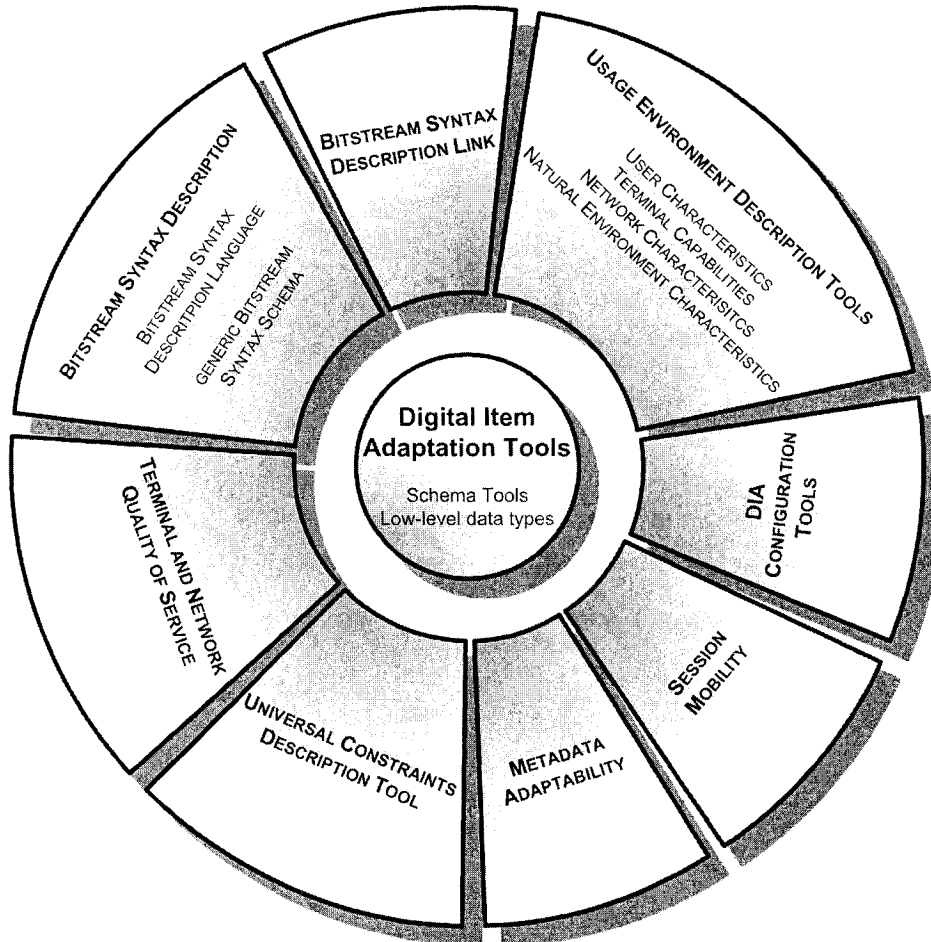 BITSTREAM SYNTAX
DESCRIPTION LINK
USAGE ENVIRONMENT DESCRIPTION TOOLS
USER CHARACTERISTICS
TERMINAL CAPABILITIES
NETWORK CHARACTERISITCS
NATURAL ENVIRONMENT CHARACTERISTICS
BITSTREAM SYNTAX DESCRIPTION
BITSTREAM SYNTAX
DESCRITPION LANGUAGE
GENERIC BITSTREAM
SYNTAX SCHEMA
Digital Item
Adaptation Tools
Schema Tools
Low-level data types
DIA
CONFIGURATION
TOOLS
TERMINAL AND NETWORK
QUALITY OF SERVICE
SESSION
MOBILITY
UNIVERSAL CONSTRAINTS
DESCRIPTION TOOL
METADATA
ADAPTABILITY